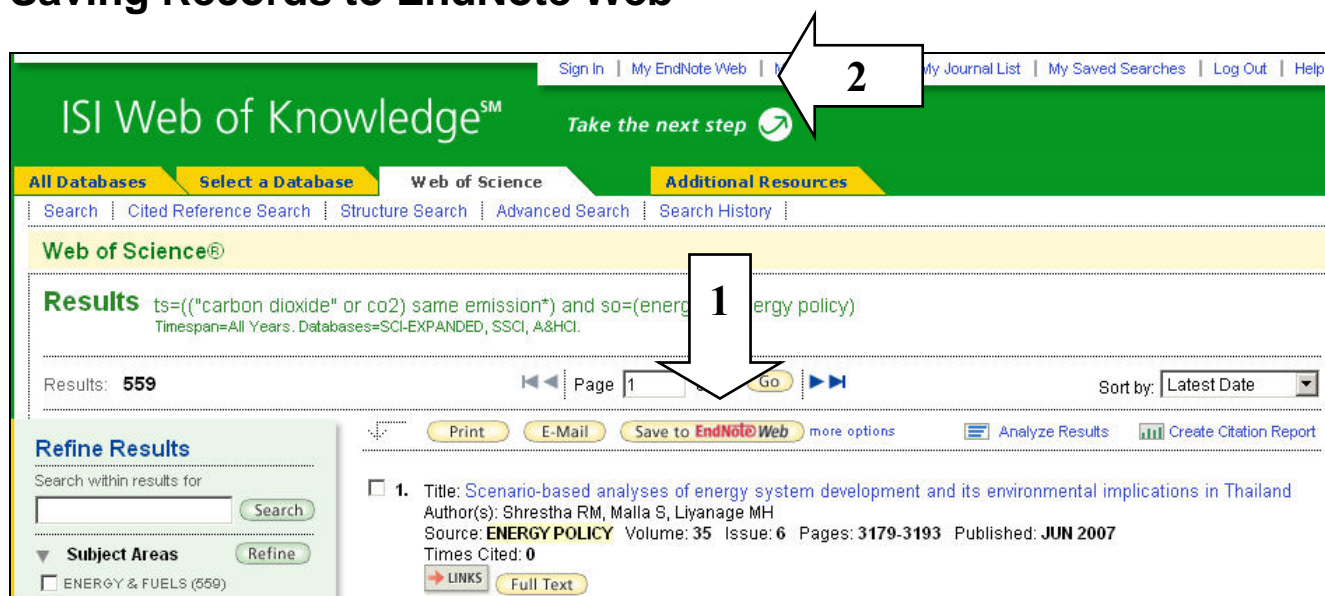 Saving Records to EndNote Web
Sign In | My EndNote Web | My Journal List | My Saved Searches | Log Out | Help
2
ISI Web of Knowledge℠ Take the next step
All Databases Select a Database Web of Science Additional Resources
Search Cited Reference Search Structure Search Advanced Search Search History
Web of Science®
1
Results ts=(("carbon dioxide" or co2) same emission*) and so=(energ ergy policy)
Timespan=All Years. Databases=SCI-EXPANDED, SSCI, A&HCI.
Results: 559 Page 1 Go Sort by: Latest Date
Refine Results
Print E-Mail Save to EndNote Web more options Analyze Results Create Citation Report
Search within results for
Search
Subject Areas Refine
ENERGY & FUELS (559)
1. Title: Scenario-based analyses of energy system development and its environmental implications in Thailand
Author(s): Shrestha RM, Malla S, Liyanage MH
Source: ENERGY POLICY Volume: 35 Issue: 6 Pages: 3179-3193 Published: JUN 2007
Times Cited: 0
LINKS Full Text